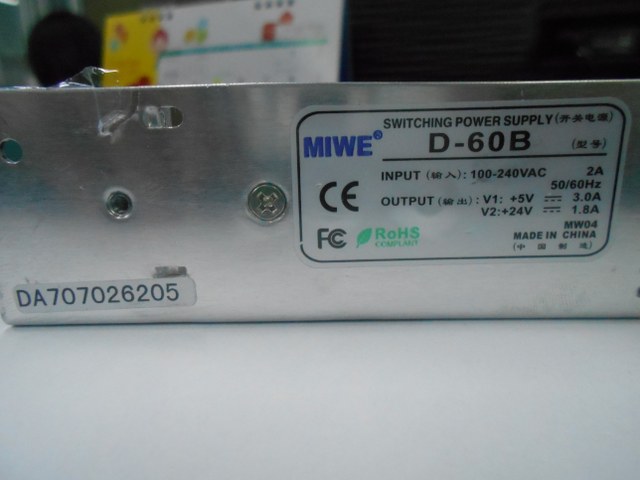 SWITCHING POWER SUPPLY(开关电源)
MIWE® D-60B (型号)
INPUT (输入): 100-240VAC 2A
50/60Hz
OUTPUT (输出): V1: +5V 3.0A
V2:+24V 1.8A
CE
FC RoHS
COMPLIANT
MW04
MADE IN CHINA
(中国制造)
DA707026205